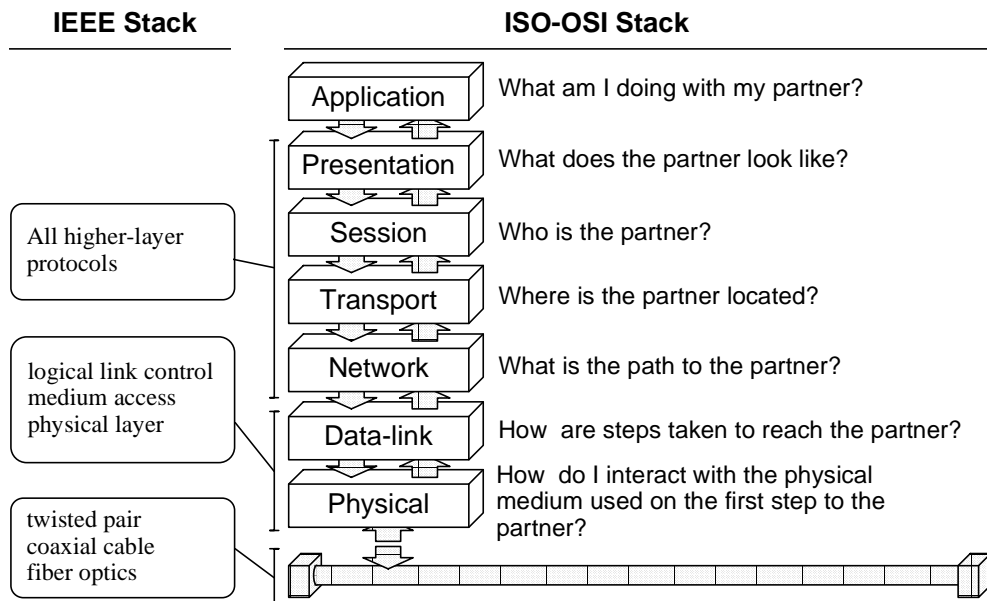 IEEE Stack
ISO-OSI Stack
Application
What am I doing with my partner?
Presentation
What does the partner look like?
Session
Who is the partner?
All higher-layer
protocols
Transport
Where is the partner located?
Network
What is the path to the partner?
logical link control
medium access
physical layer
Data-link
How are steps taken to reach the partner?
Physical
How do I interact with the physical
medium used on the first step to the
partner?
twisted pair
coaxial cable
fiber optics